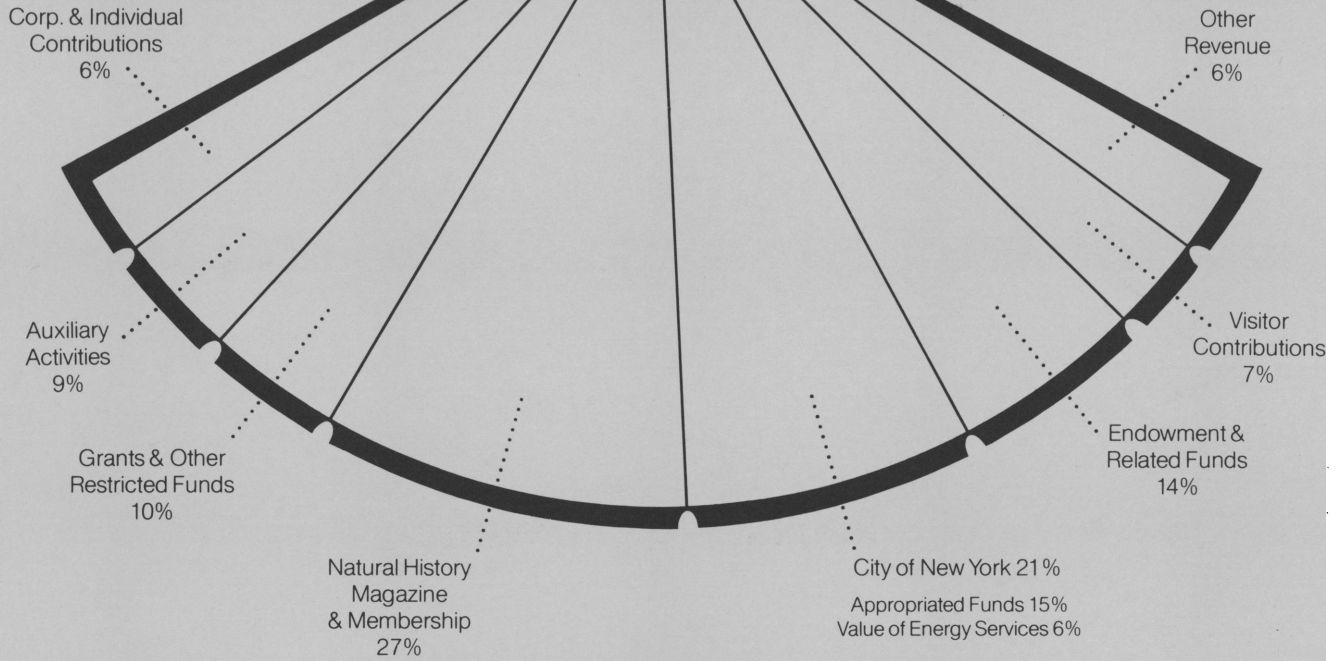 Corp. & Individual
Contributions
6%
Other
Revenue
6%
Auxiliary
Activities
9%
Visitor
Contributions
7%
Grants & Other
Restricted Funds
10%
Endowment &
Related Funds
14%
Natural History
Magazine
& Membership
27%
City of New York 21%
Appropriated Funds 15%
Value of Energy Services 6%